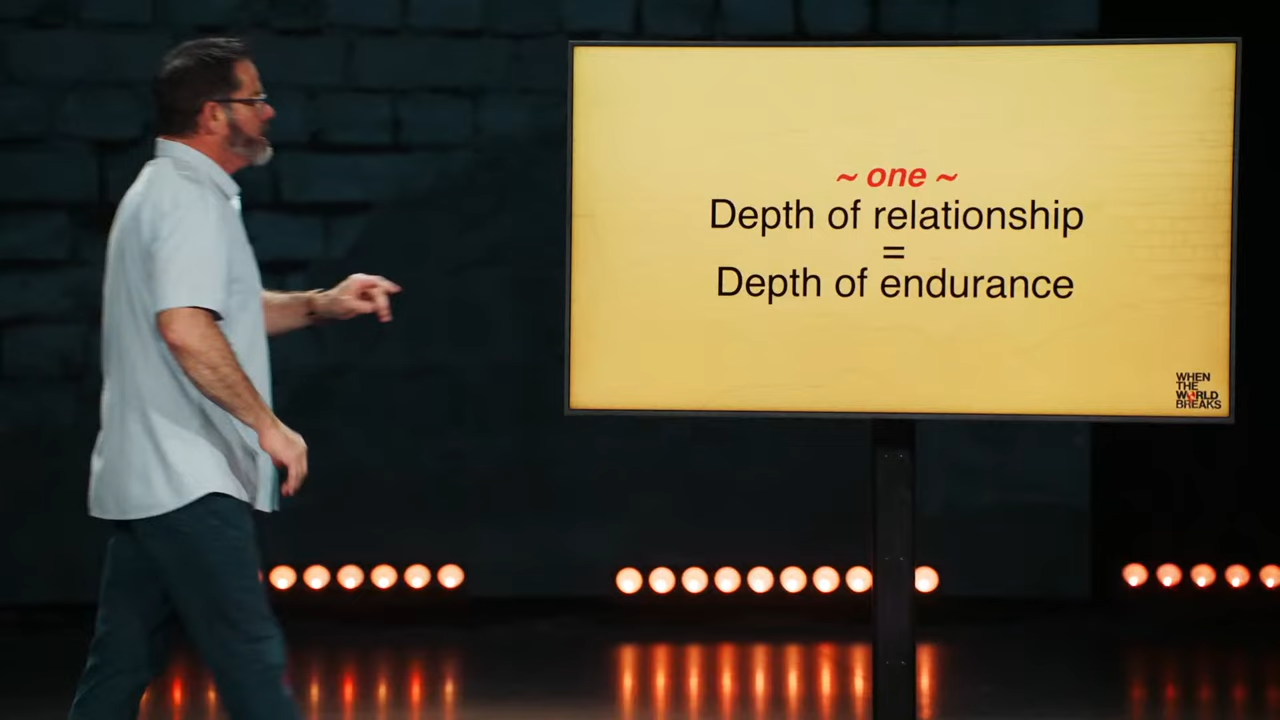 ~ one ~
Depth of relationship
=
Depth of endurance
WHEN
THE
WORLD
BREAKS